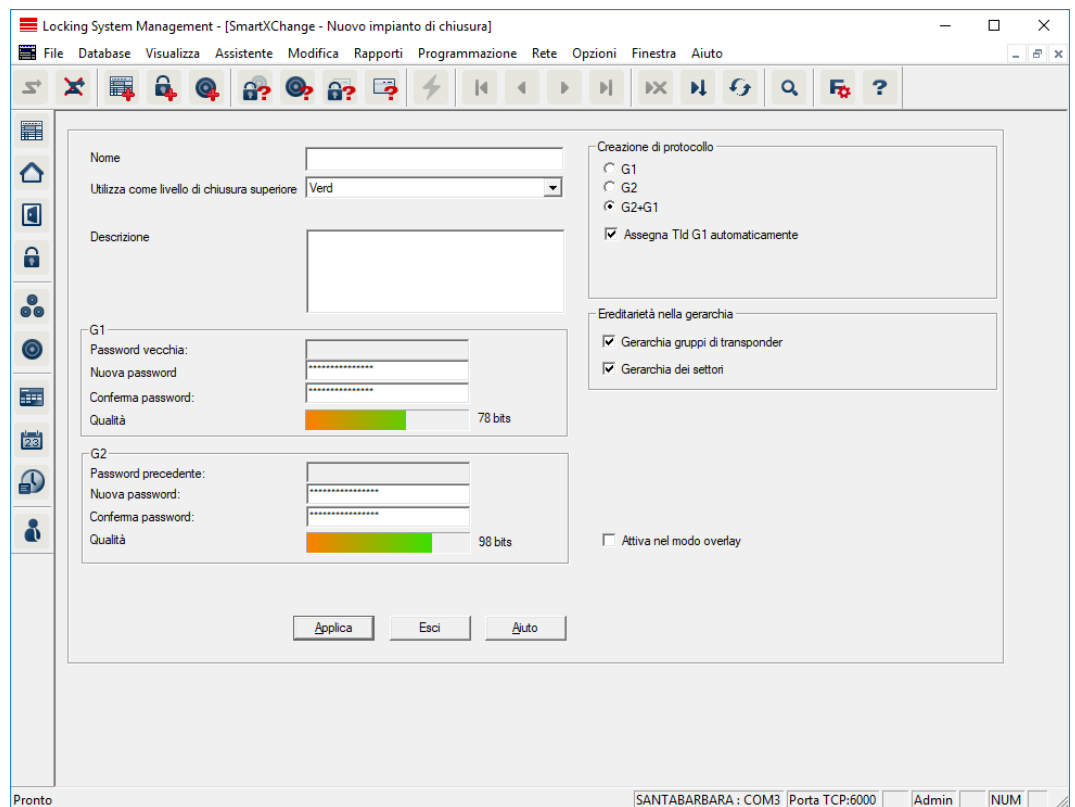 Locking System Management - [SmartXChange - Nuovo impianto di chiusura]
File Database Visualizza Assistente Modifica Rapporti Programmazione Rete Opzioni Finestra Aiuto
Nome
Utilizza come livello di chiusura superiore Verd
Descrizione
G1
Password vecchia:
Nuova password ***************
Conferma password: ***************
Qualità 78 bits
G2
Password precedente:
Nuova password: ****************
Conferma password: ****************
Qualità 98 bits
Creazione di protocollo
G1
G2
G2+G1
Assegna TId G1 automaticamente
Ereditarietà nella gerarchia
Gerarchia gruppi di transponder
Gerarchia dei settori
Attiva nel modo overlay
Applica Esci Aiuto
Pronto SANTABARBARA : COM3 Porta TCP:6000 Admin NUM